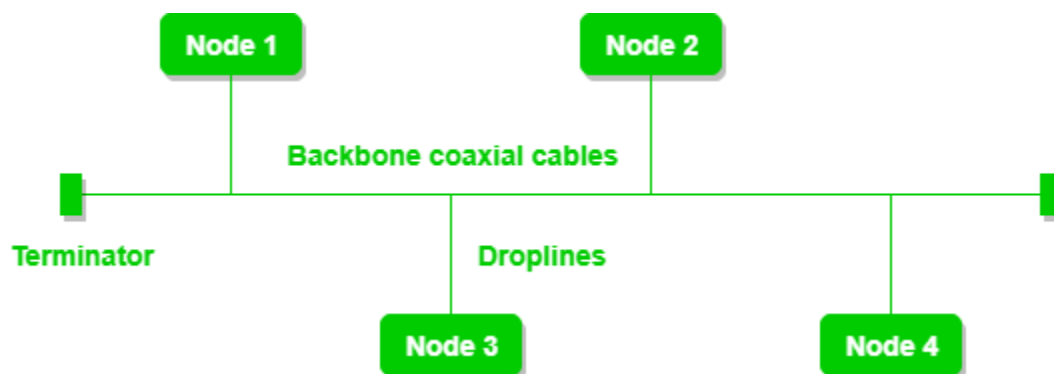 Node 1
Node 2
Backbone coaxial cables
Terminator
Droplines
Node 3
Node 4